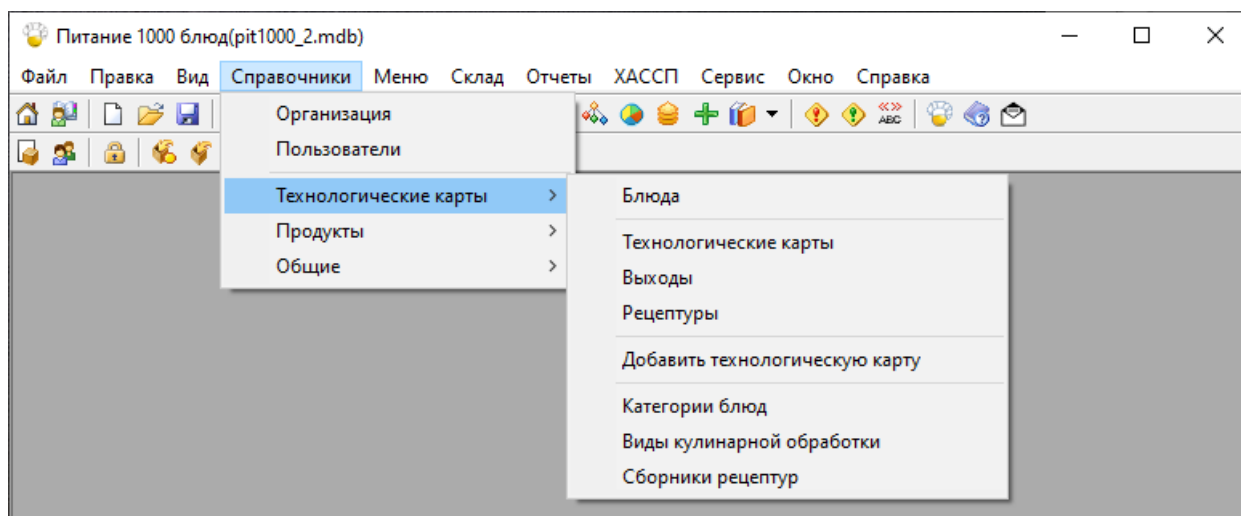 Питание 1000 блюд(pit1000_2.mdb)
Файл Правка Вид Справочники Меню Склад Отчеты ХАССП Сервис Окно Справка
ABC
Организация
Пользователи
Технологические карты
Продукты
Общие
Блюда
Технологические карты
Выходы
Рецептуры
Добавить технологическую карту
Категории блюд
Виды кулинарной обработки
Сборники рецептур